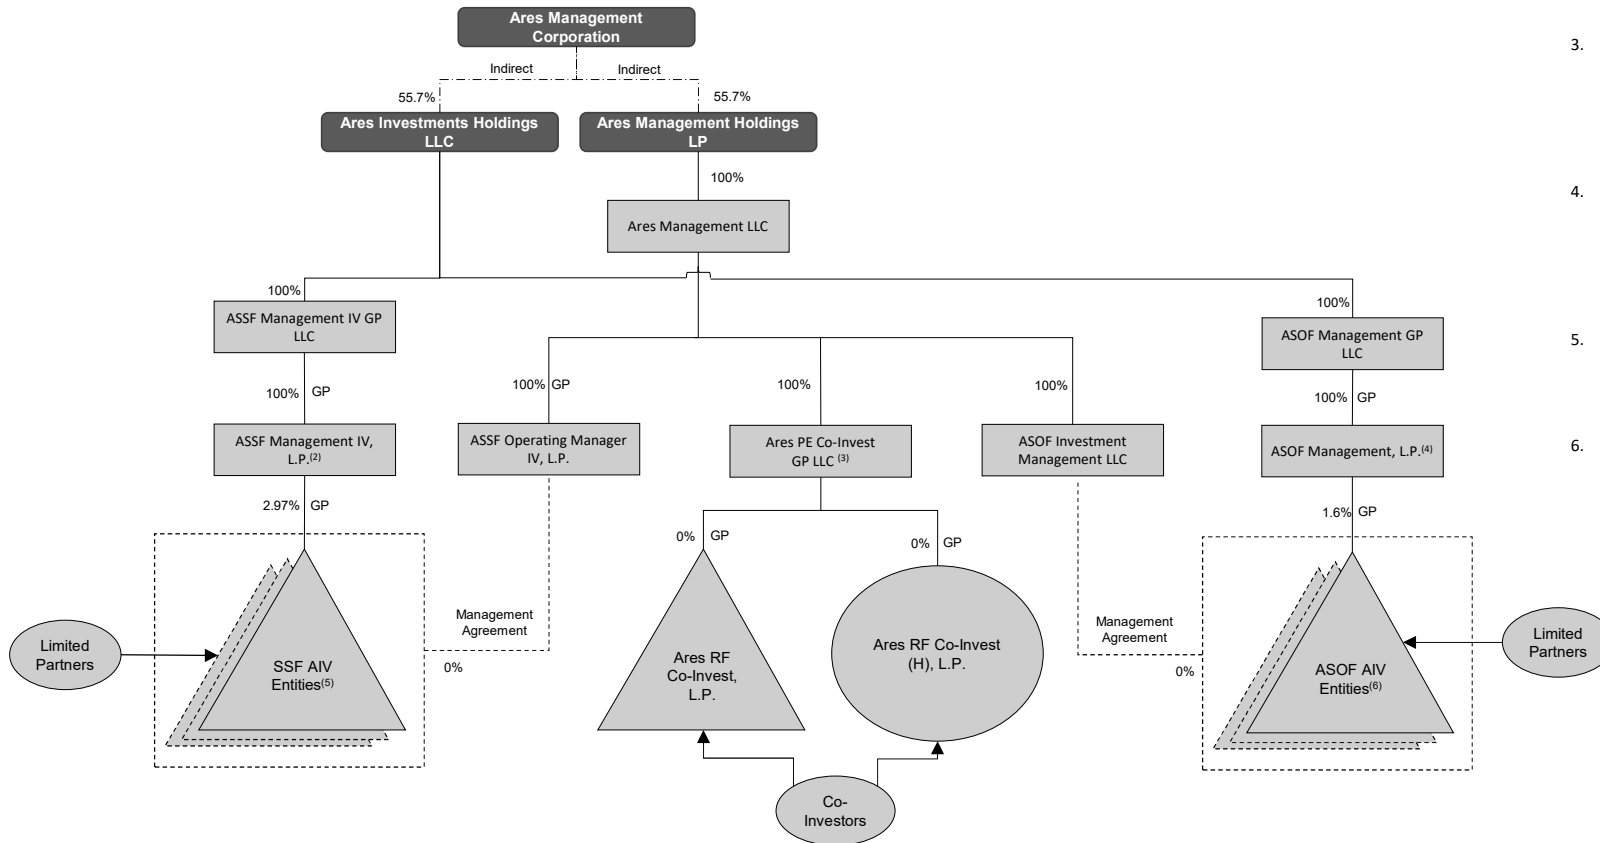 Ares Management
Corporation
3.
Indirect
Indirect
55.7%
55.7%
Ares Investments Holdings
LLC
Ares Management Holdings
LP
100%
4.
Ares Management LLC
100%
100%
ASSF Management IV GP
LLC
ASOF Management GP
LLC
5.
100% GP
100% GP
100%
100%
100% GP
ASSF Management IV,
L.P.(2)
ASSF Operating Manager
IV, L.P.
Ares PE Co-Invest
GP LLC (3)
ASOF Investment
Management LLC
ASOF Management, L.P.(4)
6.
2.97% GP
0% GP
0% GP
1.6% GP
Management
Agreement
0%
Management
Agreement
0%
Limited
Partners
SSF AIV
Entities(5)
Ares RF
Co-Invest,
L.P.
Ares RF Co-Invest
(H), L.P.
ASOF AIV
Entities(6)
Limited
Partners
Co-
Investors